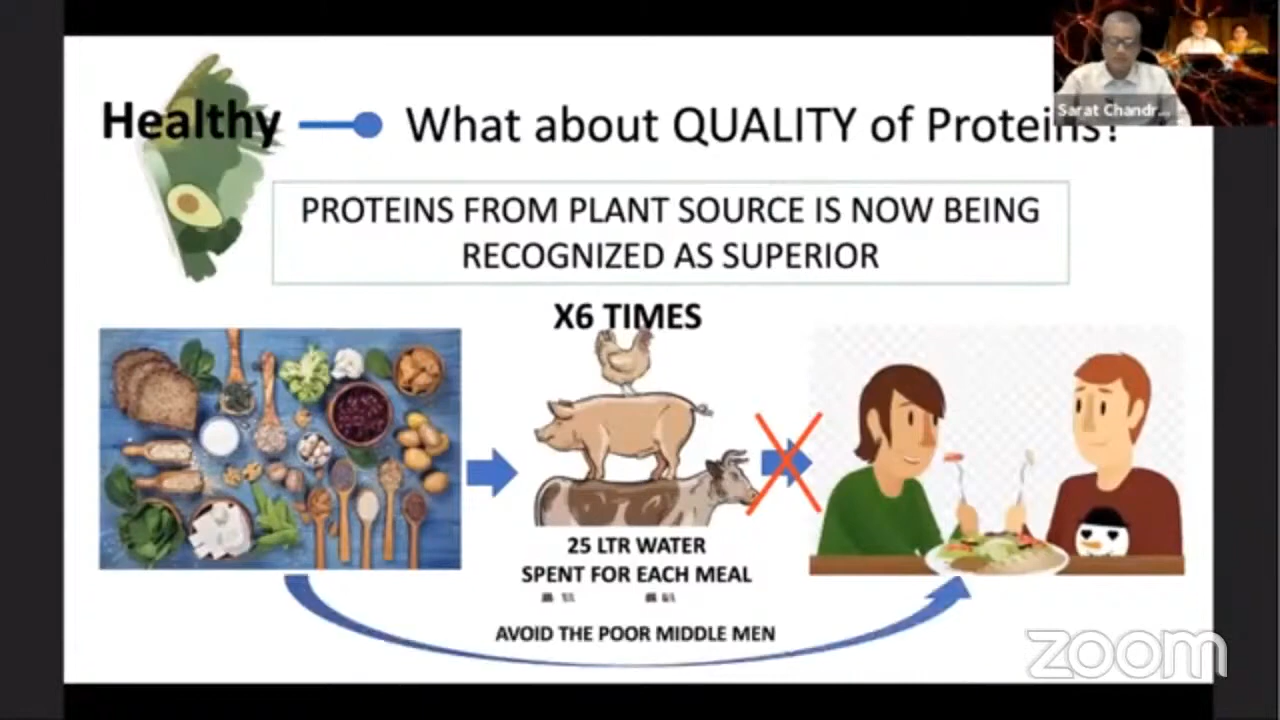 Sarat Chandr...
Healthy
What about QUALITY of Proteins?
PROTEINS FROM PLANT SOURCE IS NOW BEING
RECOGNIZED AS SUPERIOR
X6 TIMES
25 LTR WATER
SPENT FOR EACH MEAL
AVOID THE POOR MIDDLE MEN
zoom